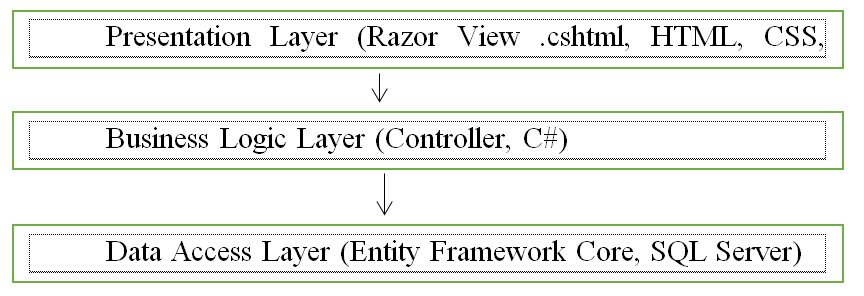 Presentation Layer (Razor View .cshtml, HTML, CSS,
Business Logic Layer (Controller, C#)
Data Access Layer (Entity Framework Core, SQL Server)